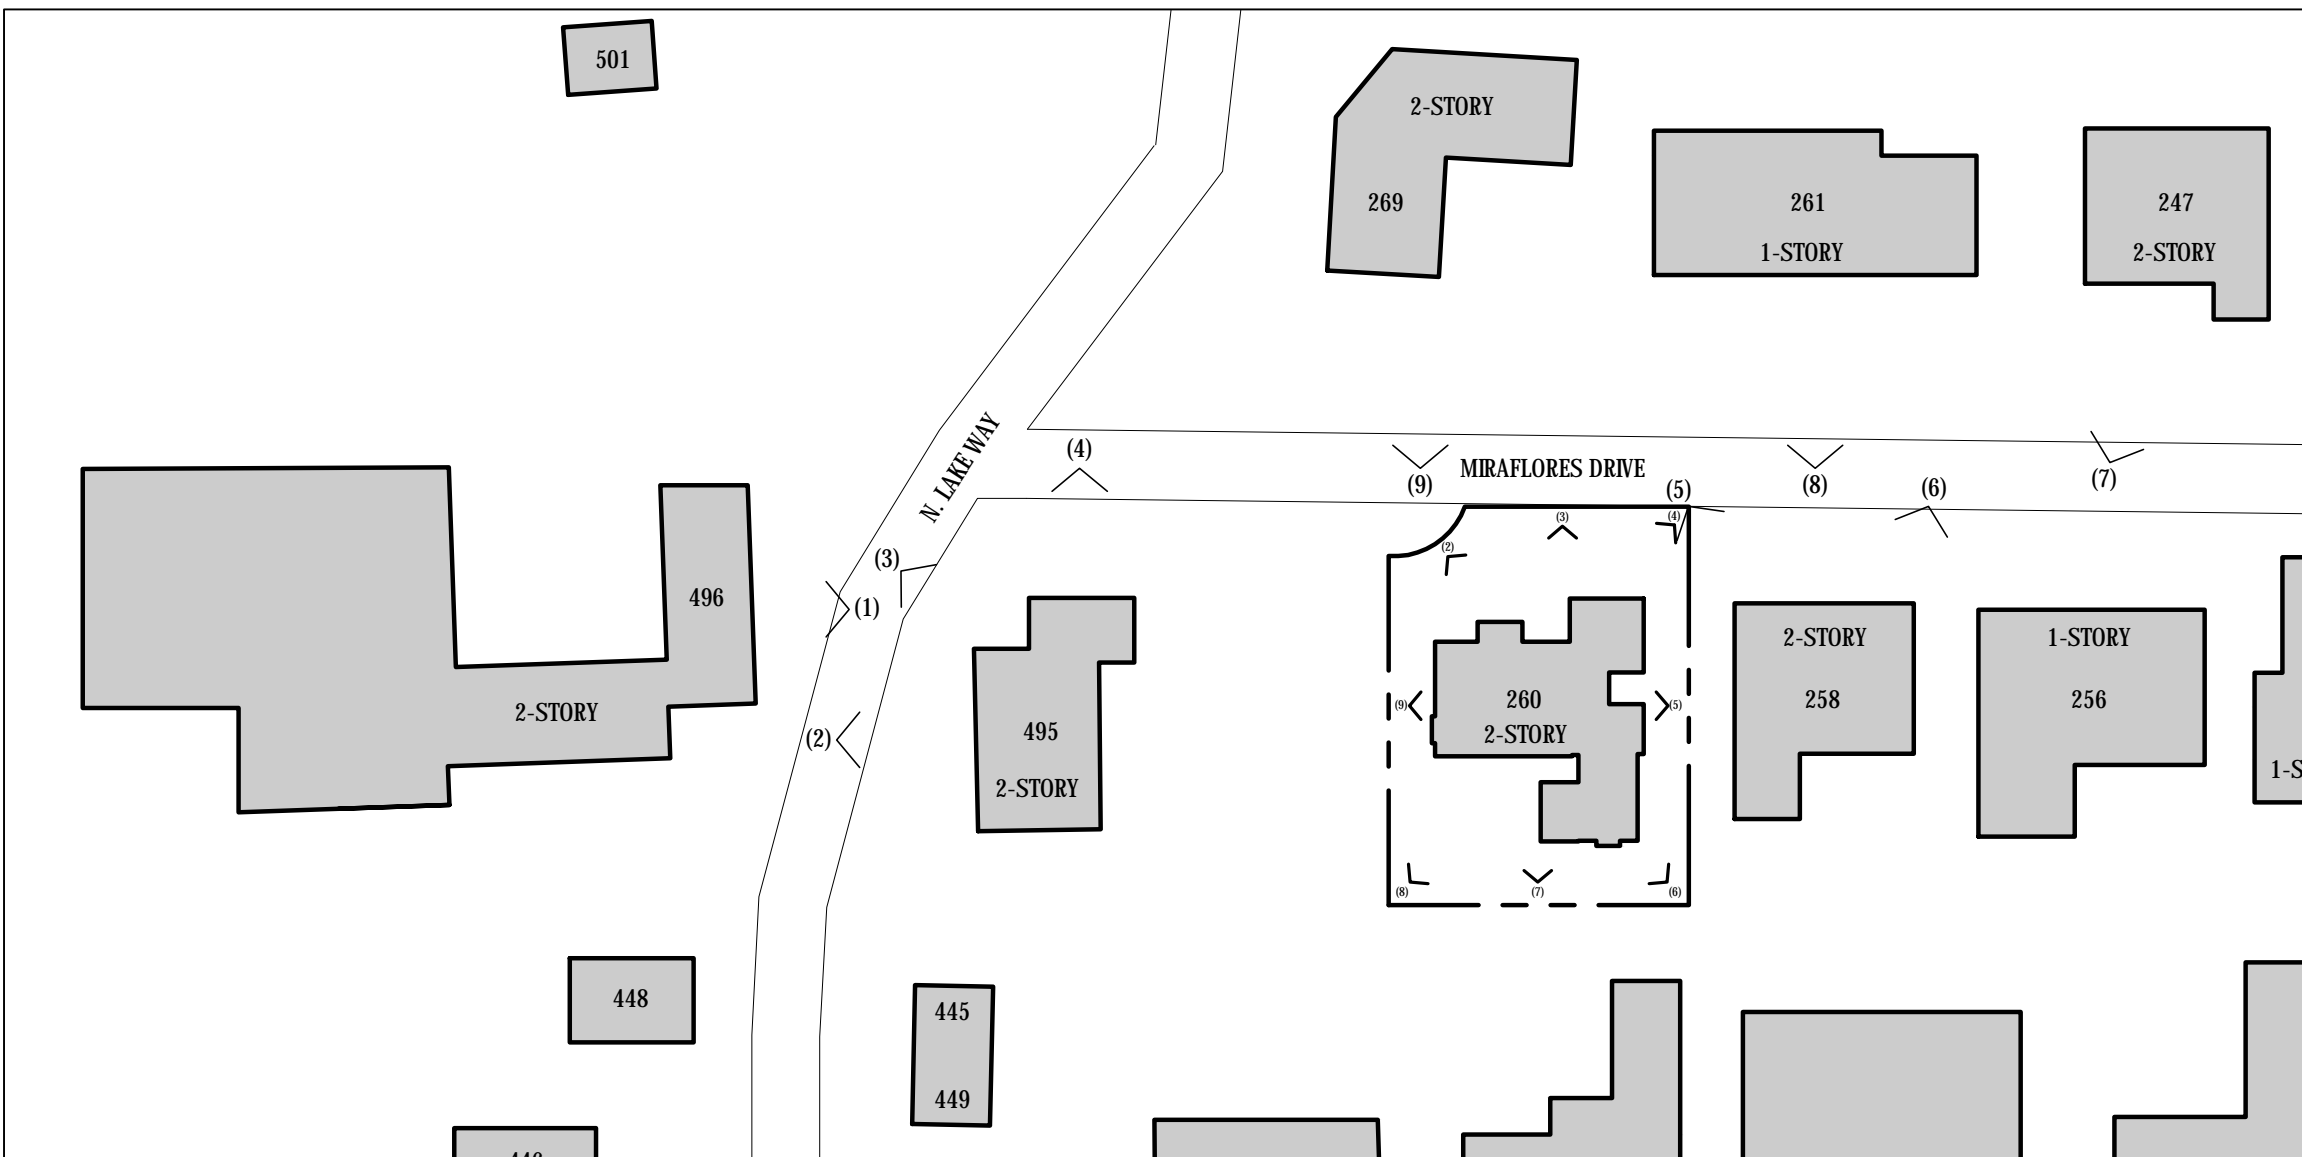 501
2-STORY
269
261
1-STORY
247
2-STORY
N. LAKE WAY
(4)
(9)
MIRAFLORES DRIVE
(5)
(8)
(6)
(7)
(3)
(1)
(2)
496
2-STORY
495
2-STORY
(2)
(3)
(4)
(9)
260
2-STORY
(5)
(8)
(7)
(6)
2-STORY
258
1-STORY
256
1-S
448
445
449